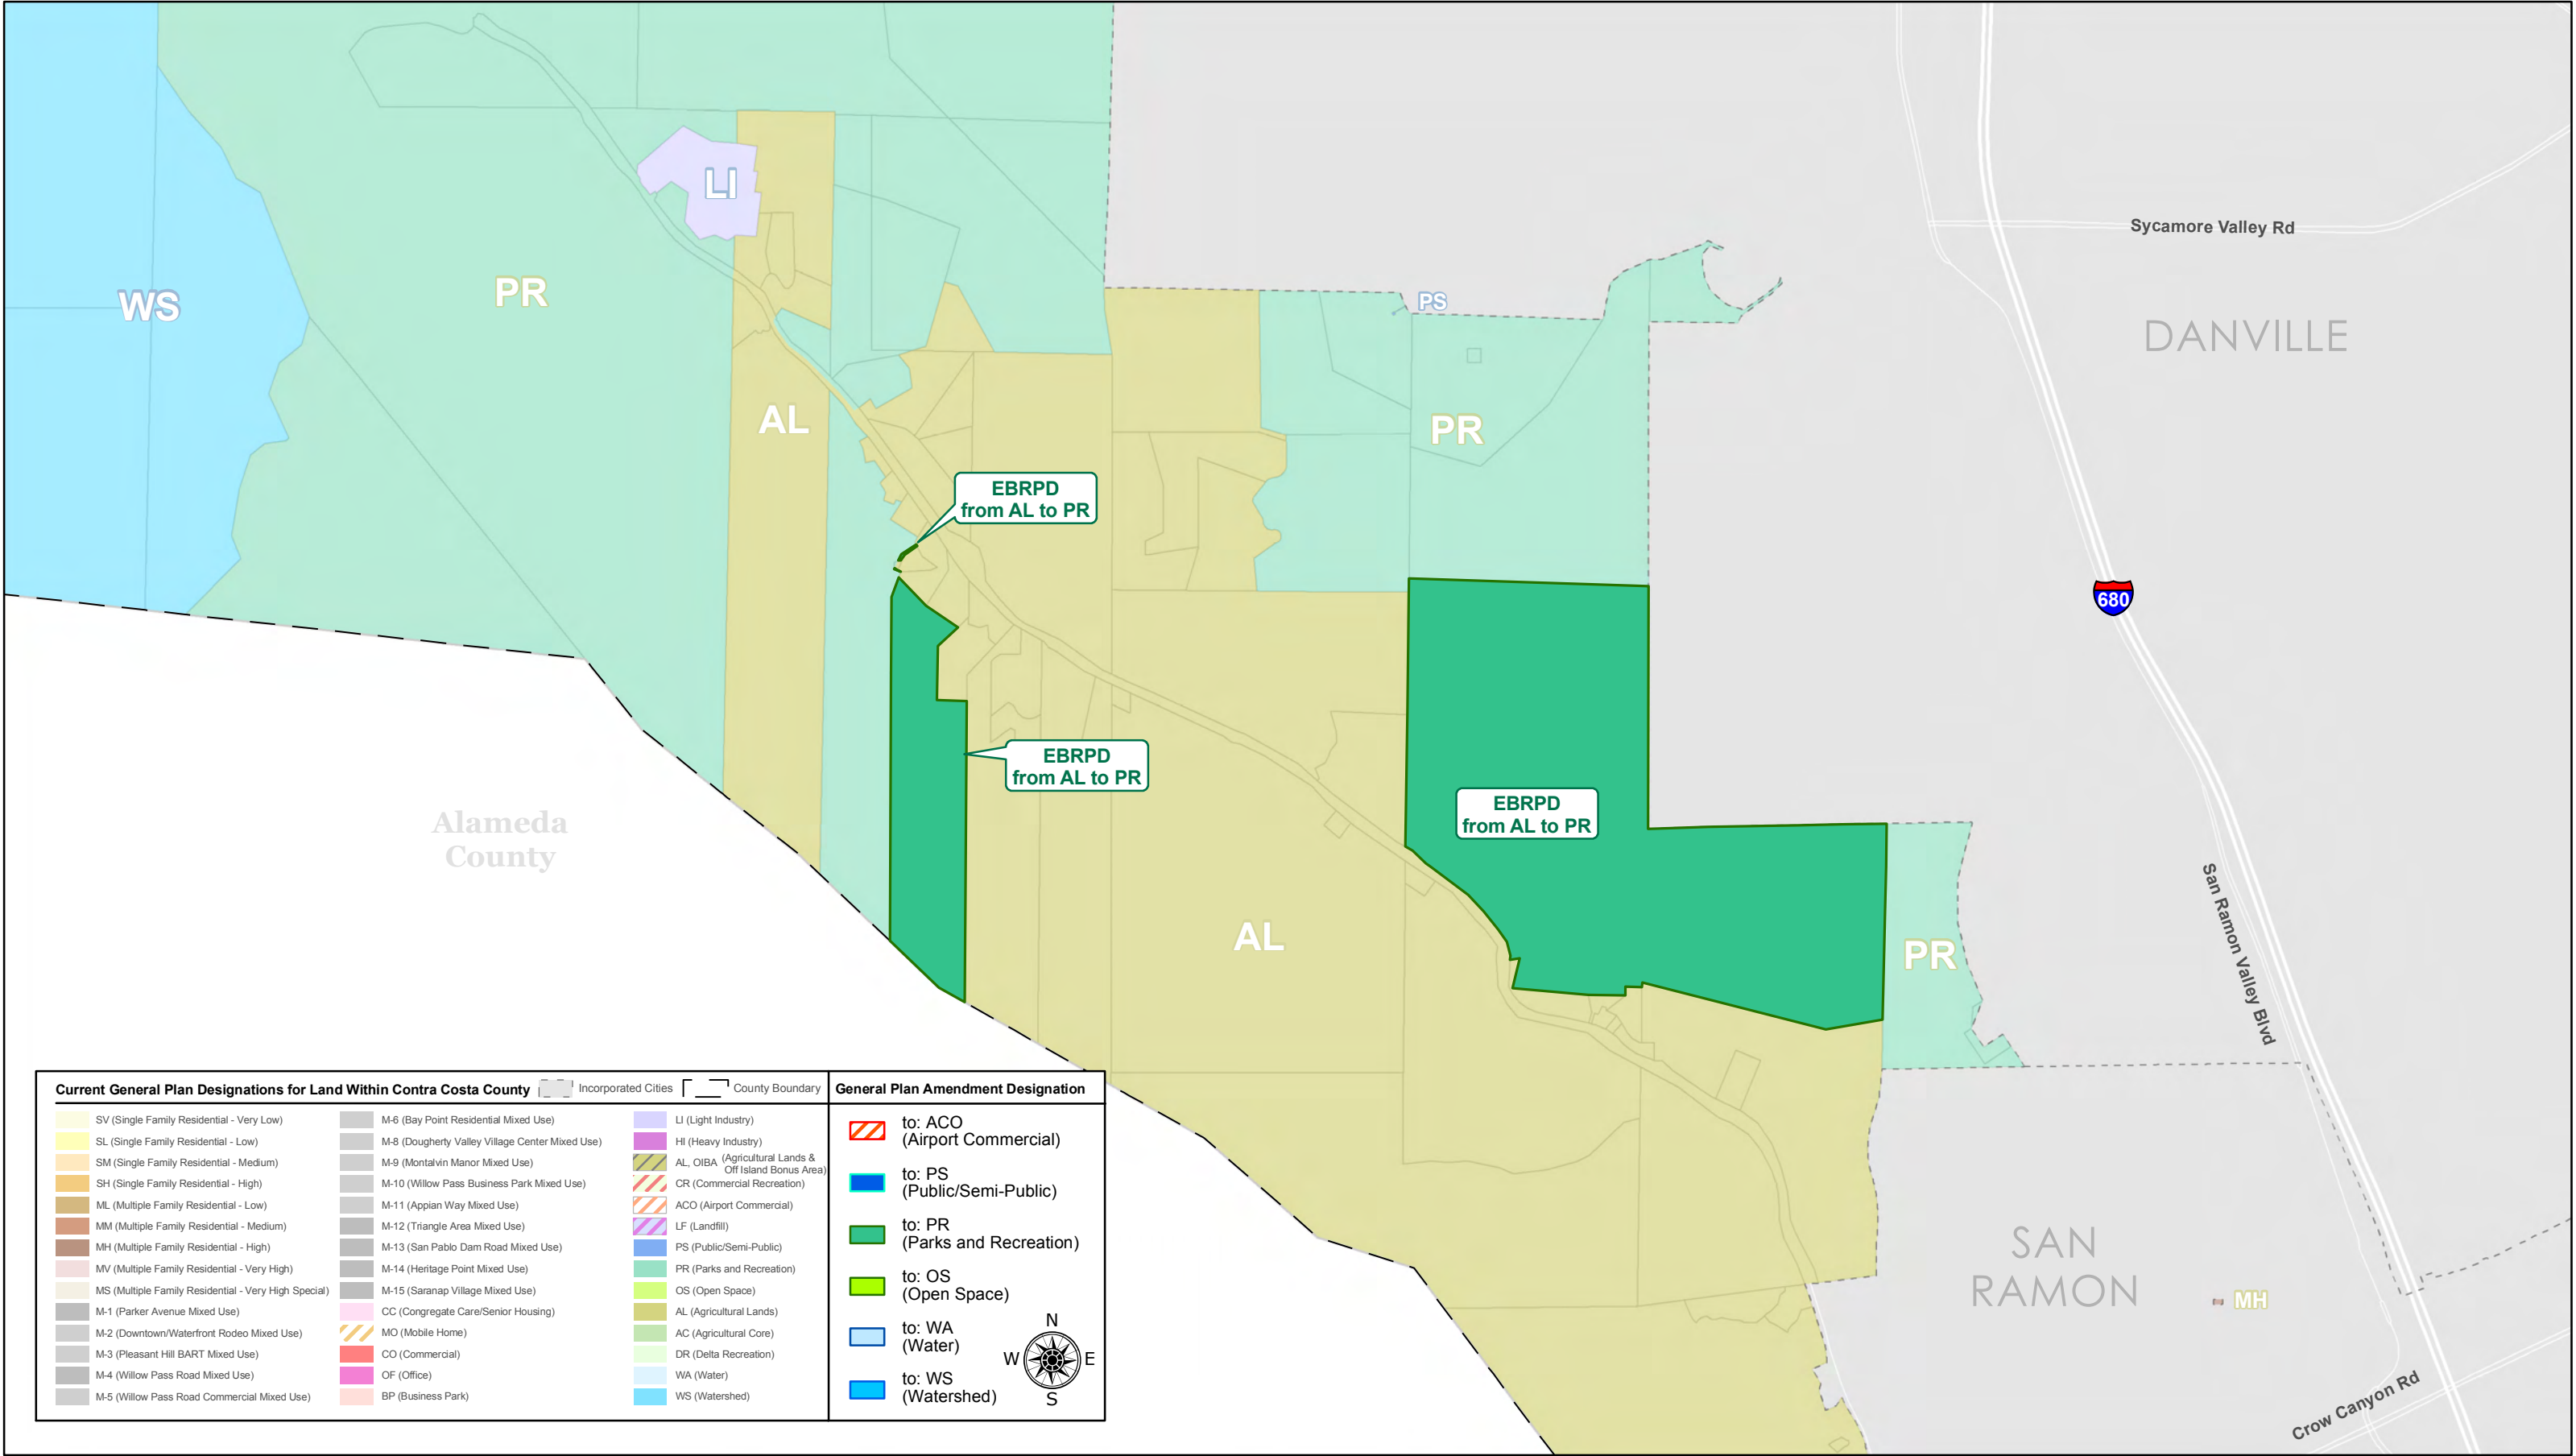 Sycamore Valley Rd
LI
PR
WS
PS
DANVILLE
AL
PR
EBRPD
from AL to PR
680
EBRPD
from AL to PR
EBRPD
from AL to PR
Alameda
County
AL
PR
San Ramon Valley Blvd
SAN
RAMON
MH
Crow Canyon Rd
Current General Plan Designations for Land Within Contra Costa County
Incorporated Cities
County Boundary
SV (Single Family Residential - Very Low)
SL (Single Family Residential - Low)
SM (Single Family Residential - Medium)
SH (Single Family Residential - High)
ML (Multiple Family Residential - Low)
MM (Multiple Family Residential - Medium)
MH (Multiple Family Residential - High)
MV (Multiple Family Residential - Very High)
MS (Multiple Family Residential - Very High Special)
M-1 (Parker Avenue Mixed Use)
M-2 (Downtown/Waterfront Rodeo Mixed Use)
M-3 (Pleasant Hill BART Mixed Use)
M-4 (Willow Pass Road Mixed Use)
M-5 (Willow Pass Road Commercial Mixed Use)
M-6 (Bay Point Residential Mixed Use)
M-8 (Dougherty Valley Village Center Mixed Use)
M-9 (Montalvin Manor Mixed Use)
M-10 (Willow Pass Business Park Mixed Use)
M-11 (Appian Way Mixed Use)
M-12 (Triangle Area Mixed Use)
M-13 (San Pablo Dam Road Mixed Use)
M-14 (Heritage Point Mixed Use)
M-15 (Saranap Village Mixed Use)
CC (Congregate Care/Senior Housing)
MO (Mobile Home)
CO (Commercial)
OF (Office)
BP (Business Park)
LI (Light Industry)
HI (Heavy Industry)
AL, OIBA (Agricultural Lands &
Off Island Bonus Area)
CR (Commercial Recreation)
ACO (Airport Commercial)
LF (Landfill)
PS (Public/Semi-Public)
PR (Parks and Recreation)
OS (Open Space)
AL (Agricultural Lands)
AC (Agricultural Core)
DR (Delta Recreation)
WA (Water)
WS (Watershed)
General Plan Amendment Designation
to: ACO
(Airport Commercial)
to: PS
(Public/Semi-Public)
to: PR
(Parks and Recreation)
to: OS
(Open Space)
to: WA
(Water)
to: WS
(Watershed)
N
W E
S